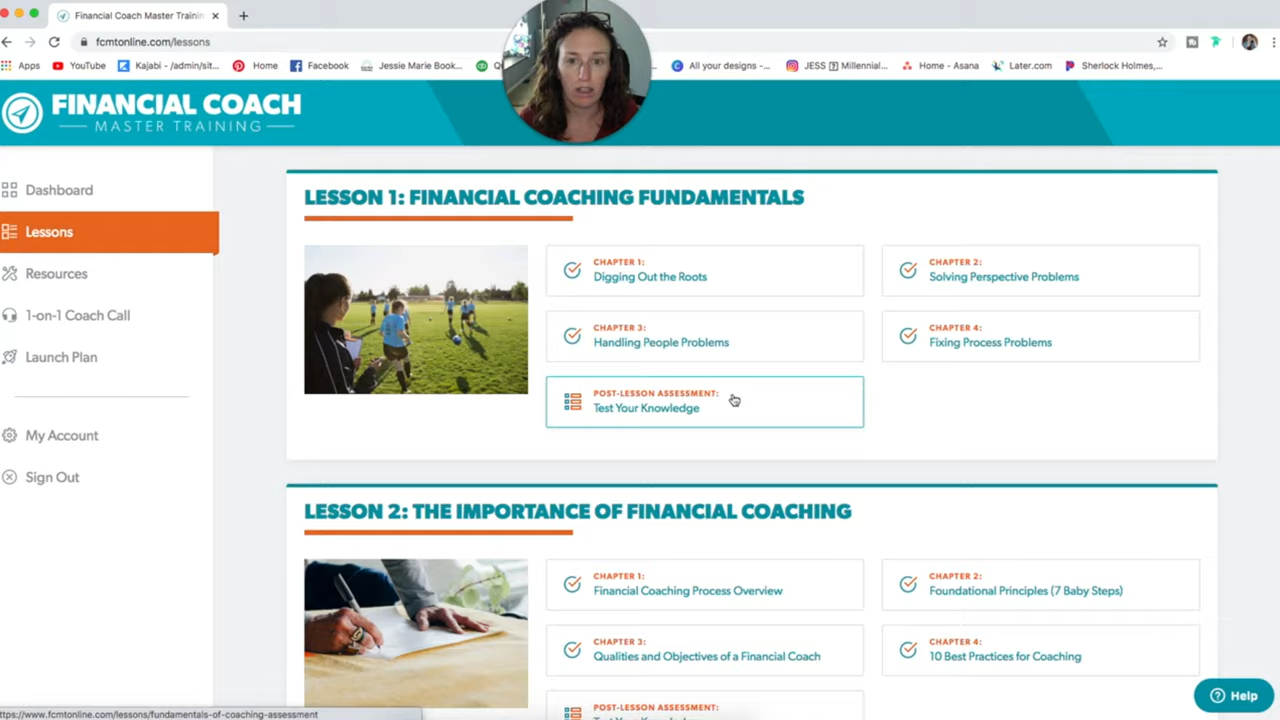 Financial Coach Master Trainin
fcmtonline.com/lessons
Apps
YouTube
Kajabi - /admin/sit...
Home
Facebook
Jessie Marie Book...
All your designs -...
JESS
Millennial...
Home - Asana
Later.com
Sherlock Holmes,...
FINANCIAL COACH
MASTER TRAINING
Dashboard
Lessons
Resources
1-on-1 Coach Call
Launch Plan
My Account
Sign Out
LESSON 1: FINANCIAL COACHING FUNDAMENTALS
CHAPTER 1:
Digging Out the Roots
CHAPTER 2:
Solving Perspective Problems
CHAPTER 3:
Handling People Problems
CHAPTER 4:
Fixing Process Problems
POST-LESSON ASSESSMENT:
Test Your Knowledge
LESSON 2: THE IMPORTANCE OF FINANCIAL COACHING
CHAPTER 1:
Financial Coaching Process Overview
CHAPTER 2:
Foundational Principles (7 Baby Steps)
CHAPTER 3:
Qualities and Objectives of a Financial Coach
CHAPTER 4:
10 Best Practices for Coaching
POST-LESSON ASSESSMENT:
Help
ttps://www.fcmtonline.com/lessons/fundamentals-of-coaching-assessment